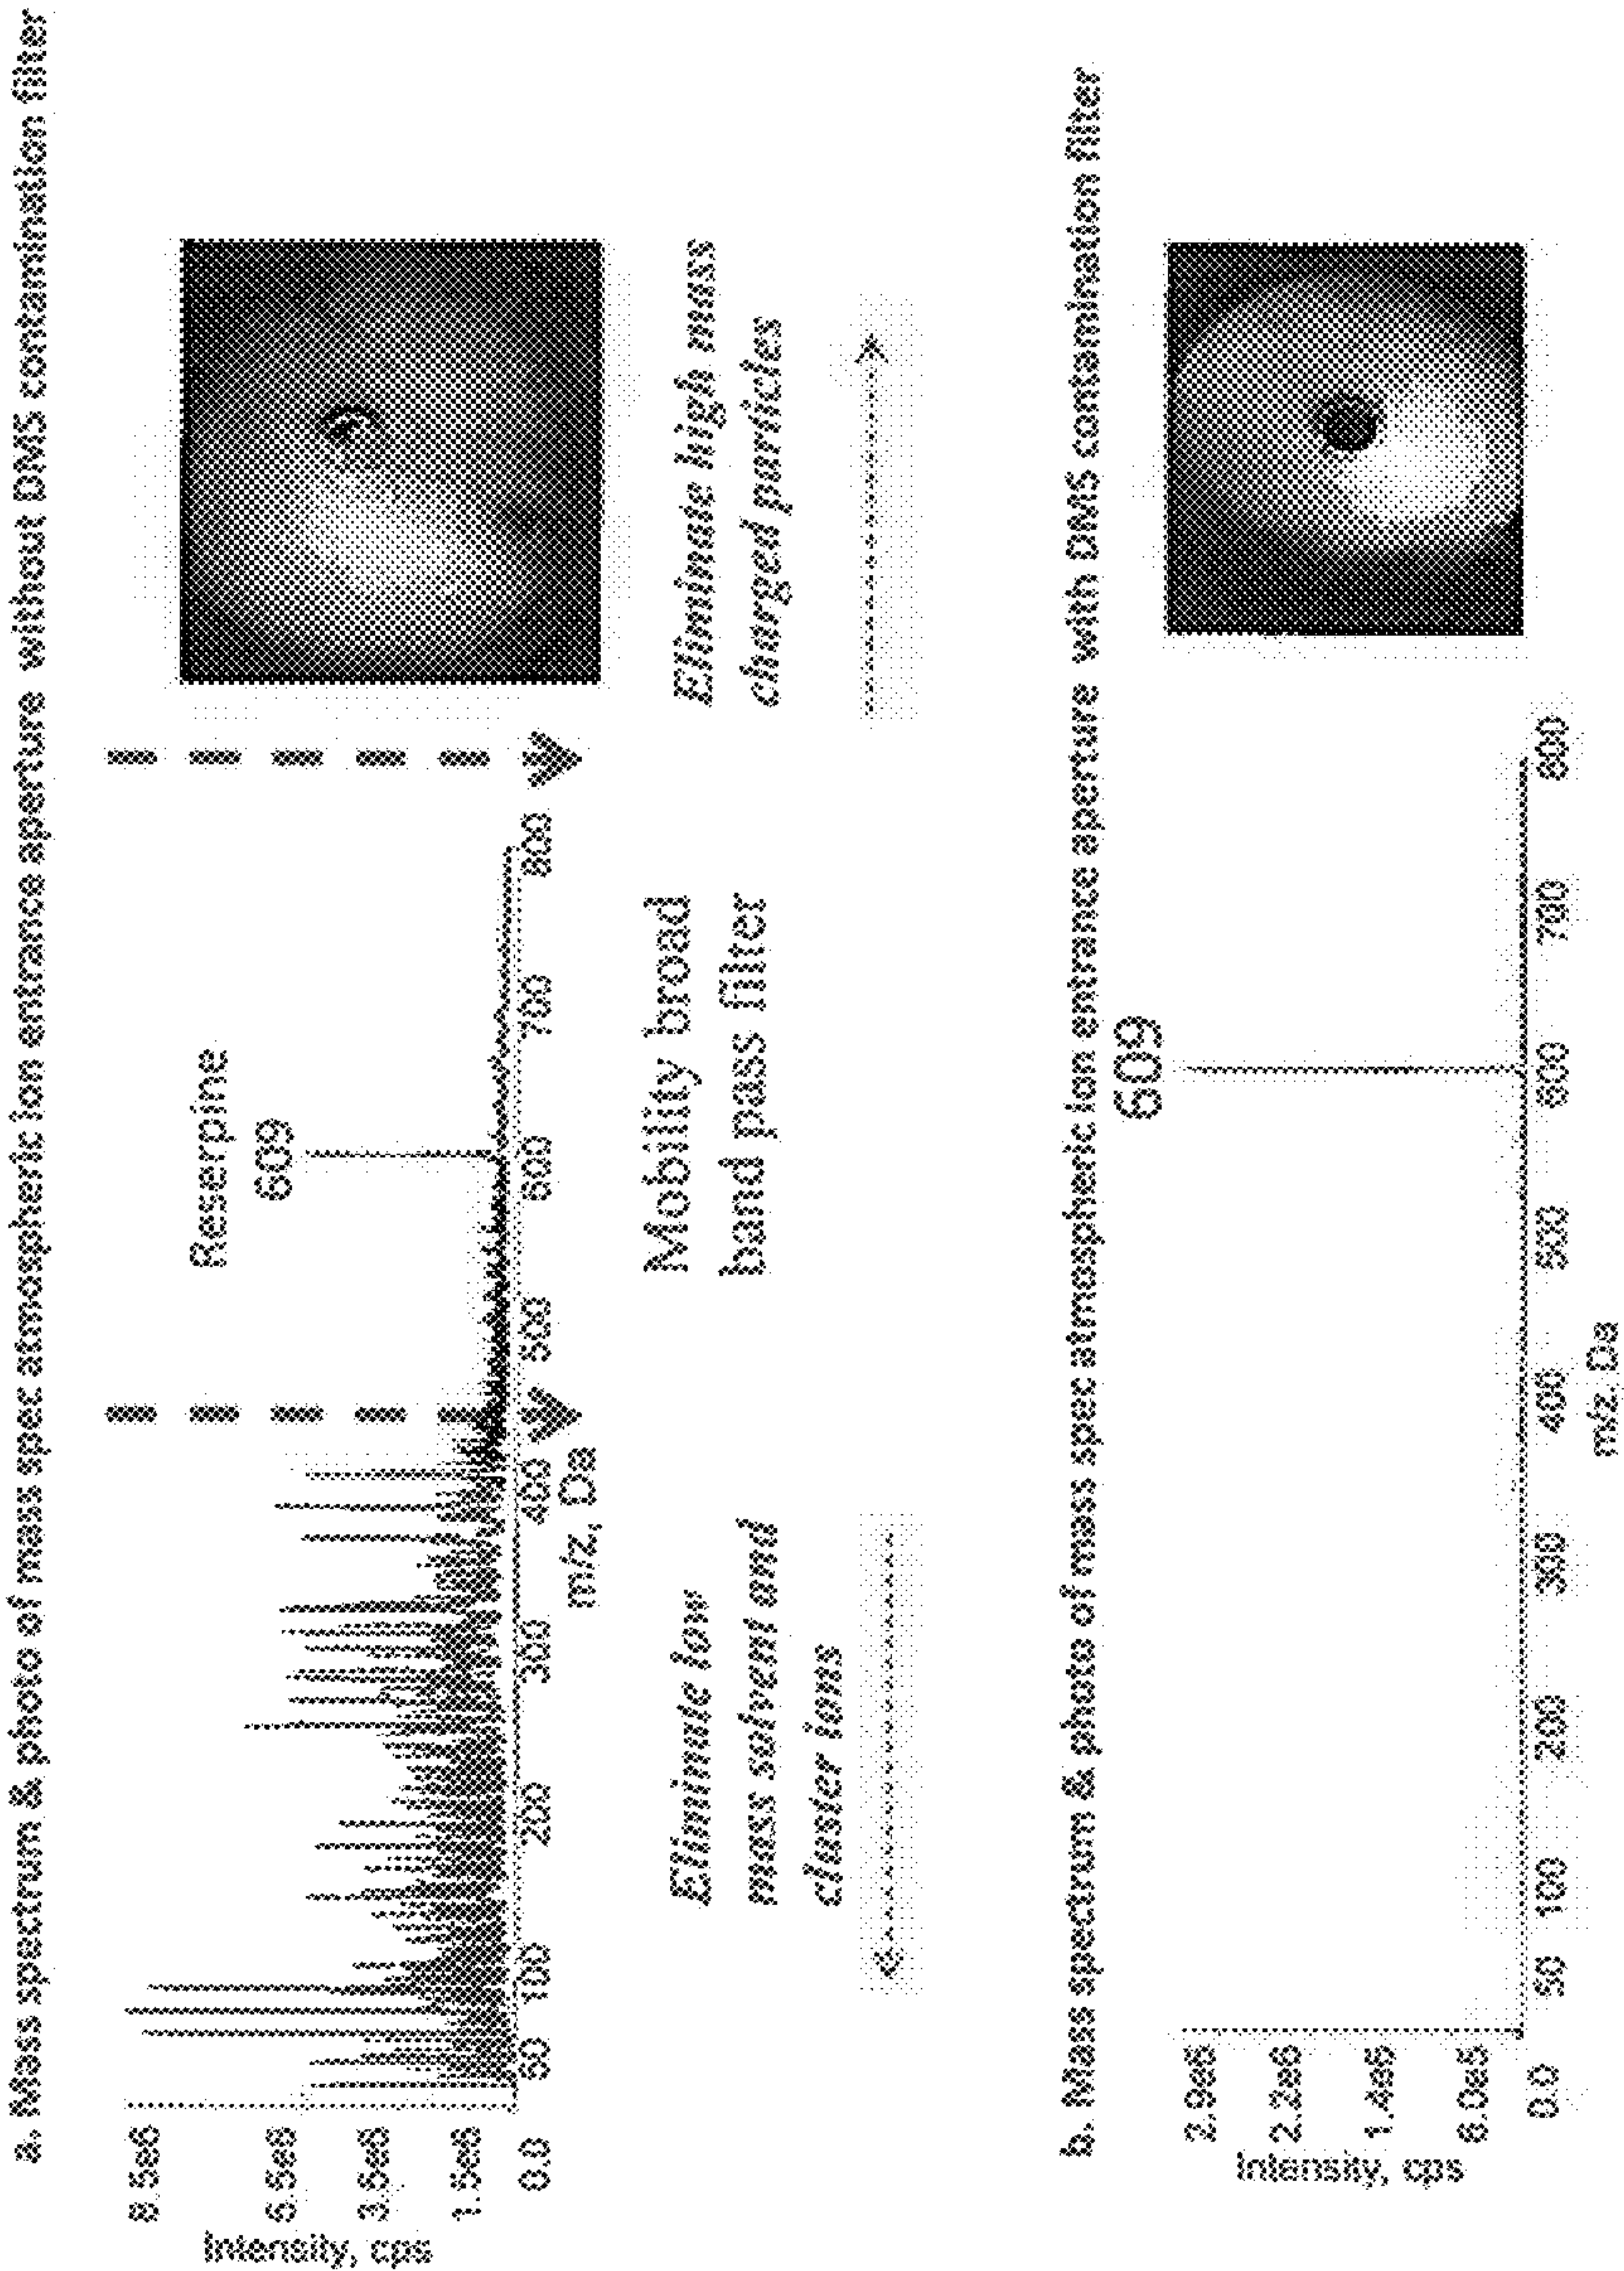 a. Mass spectrum & photo of mass spec atmospheric ion entrance aperture without DMS contamination filter
Intensity, cps
8.5e6
6.5e6
3.5e6
1.5e6
0.0
Reserpine
609
50 100 200 300 400 500 600 700 800
m/z, Da
Eliminate low
mass solvent and
cluster ions
Mobility broad
band pass filter
Eliminate high mass
charged particles
b. Mass spectrum & photo of mass spec atmospheric ion entrance aperture with DMS contamination filter
609
Intensity, cps
2.9e6
2.2e6
1.4e6
6.0e5
0.0
50 100 200 300 400 500 600 700 800
m/z, Da